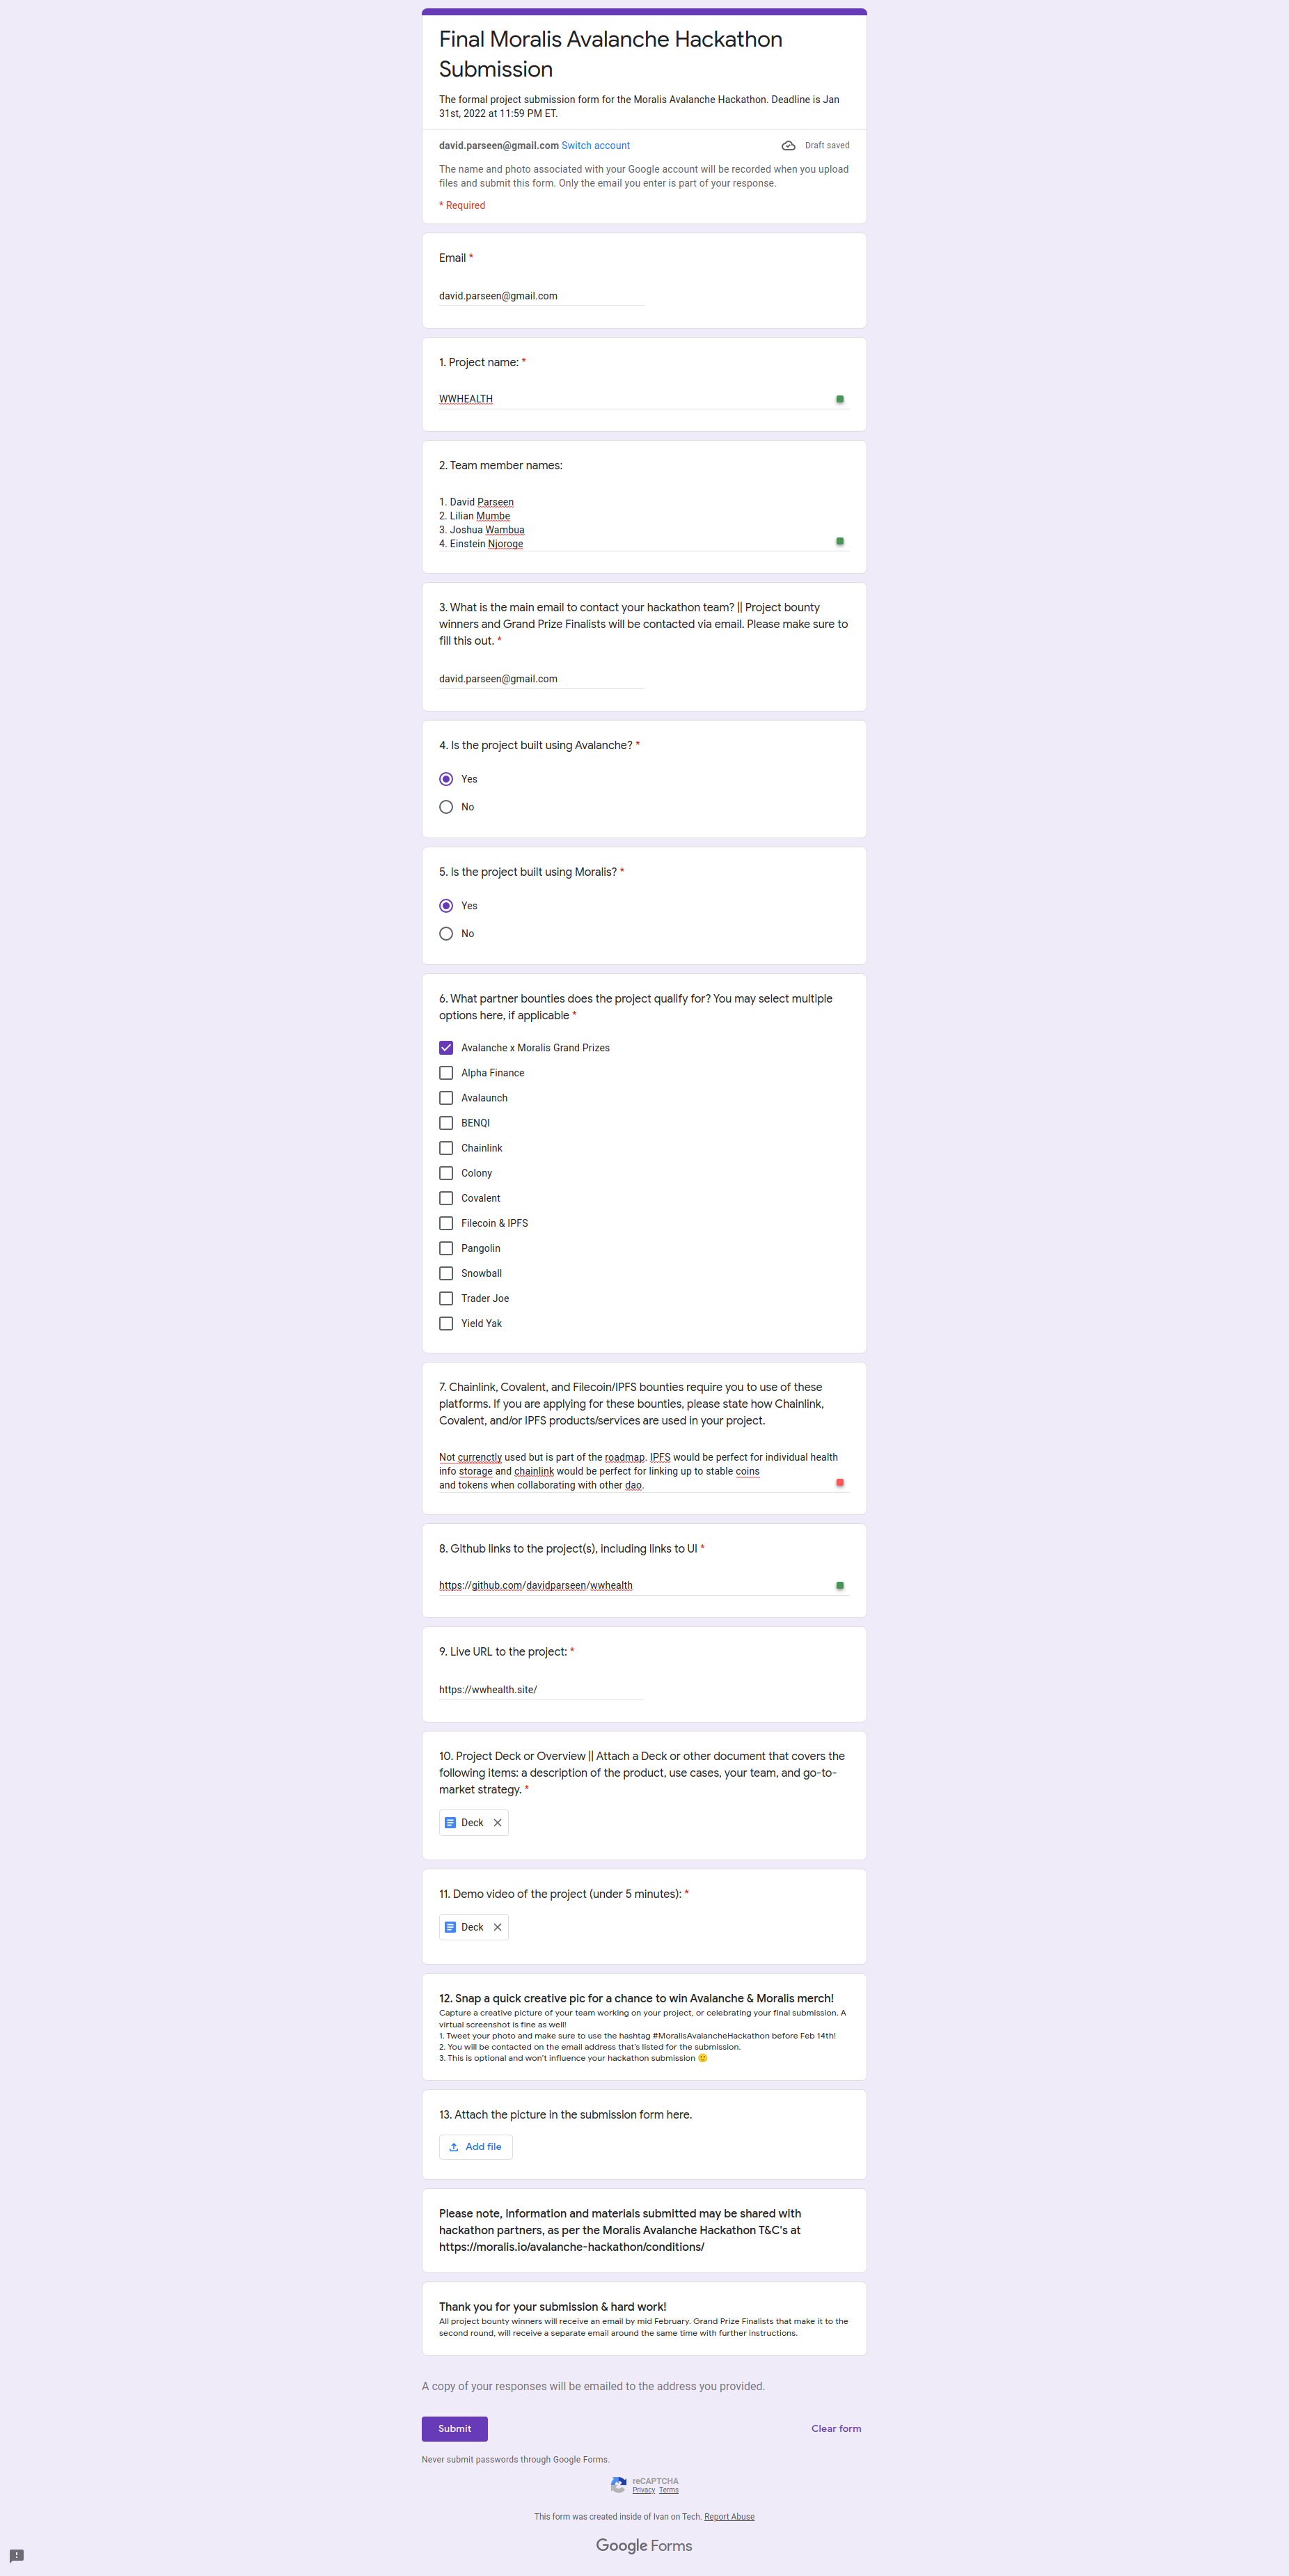 Final Moralis Avalanche Hackathon
Submission
The formal project submission form for the Moralis Avalanche Hackathon. Deadline is Jan
31st, 2022 at 11:59 PM ET.
david.parseen@gmail.com Switch account
Draft saved
The name and photo associated with your Google account will be recorded when you upload
files and submit this form. Only the email you enter is part of your response.
* Required
Email *
david.parseen@gmail.com
1. Project name: *
WWHEALTH
2. Team member names:
1. David Parseen
2. Lilian Mumbe
3. Joshua Wambua
4. Einstein Njoroge
3. What is the main email to contact your hackathon team? || Project bounty
winners and Grand Prize Finalists will be contacted via email. Please make sure to
fill this out. *
david.parseen@gmail.com
4. Is the project built using Avalanche? *
Yes
No
5. Is the project built using Moralis? *
Yes
No
6. What partner bounties does the project qualify for? You may select multiple
options here, if applicable *
Avalanche x Moralis Grand Prizes
Alpha Finance
Avalaunch
BENQI
Chainlink
Colony
Covalent
Filecoin & IPFS
Pangolin
Snowball
Trader Joe
Yield Yak
7. Chainlink, Covalent, and Filecoin/IPFS bounties require you to use of these
platforms. If you are applying for these bounties, please state how Chainlink,
Covalent, and/or IPFS products/services are used in your project.
Not currenctly used but is part of the roadmap. IPFS would be perfect for individual health
info storage and chainlink would be perfect for linking up to stable coins
and tokens when collaborating with other dao.
8. Github links to the project(s), including links to UI *
https://github.com/davidparseen/wwhealth
9. Live URL to the project: *
https://wwhealth.site/
10. Project Deck or Overview || Attach a Deck or other document that covers the
following items: a description of the product, use cases, your team, and go-to-
market strategy. *
Deck
11. Demo video of the project (under 5 minutes): *
Deck
12. Snap a quick creative pic for a chance to win Avalanche & Moralis merch!
Capture a creative picture of your team working on your project, or celebrating your final submission. A
virtual screenshot is fine as well!
1. Tweet your photo and make sure to use the hashtag #MoralisAvalancheHackathon before Feb 14th!
2. You will be contacted on the email address that's listed for the submission.
3. This is optional and won't influence your hackathon submission 🙂
13. Attach the picture in the submission form here.
Add file
Please note, Information and materials submitted may be shared with
hackathon partners, as per the Moralis Avalanche Hackathon T&C's at
https://moralis.io/avalanche-hackathon/conditions/
Thank you for your submission & hard work!
All project bounty winners will receive an email by mid February. Grand Prize Finalists that make it to the
second round, will receive a separate email around the same time with further instructions.
A copy of your responses will be emailed to the address you provided.
Submit
Clear form
Never submit passwords through Google Forms.
reCAPTCHA
Privacy Terms
This form was created inside of Ivan on Tech. Report Abuse
Google Forms